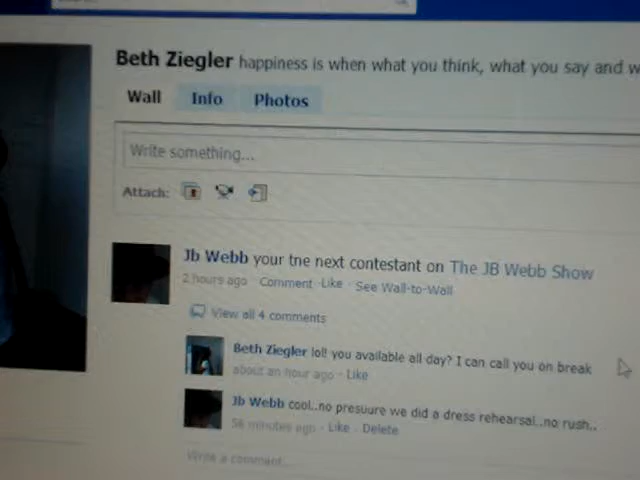 Beth Ziegler happiness is when what you think, what you say and w
Wall Info Photos
Write something...
Attach:
Jb Webb your tne next contestant on The JB Webb Show
2 hours ago · Comment · Like · See Wall-to-Wall
View all 4 comments
Beth Ziegler lol! you available all day? I can call you on break
about an hour ago · Like
Jb Webb cool..no presuure we did a dress rehearsal..no rush..
56 minutes ago · Like · Delete
Write a comment...